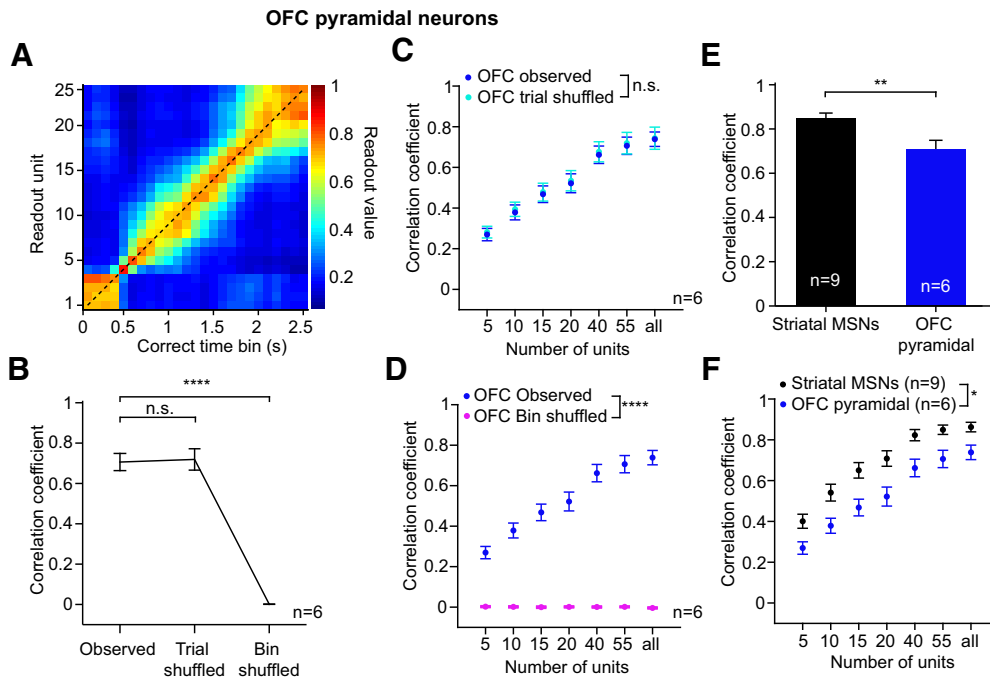 OFC pyramidal neurons
A
25
20
15
10
5
1
Readout unit
0
0.5
1
1.5
2
2.5
Correct time bin (s)
1
0.8
0.6
0.4
0.2
Readout value
B
****
n.s.
1
0.8
0.6
0.4
0.2
0
Correlation coefficient
n=6
Observed
Trial
shuffled
Bin
shuffled
C
OFC observed
OFC trial shuffled
n.s.
1
0.8
0.6
0.4
0.2
0
Correlation coefficient
n=6
5
10
15
20
40
55
all
Number of units
D
OFC Observed
OFC Bin shuffled
****
1
0.8
0.6
0.4
0.2
0
Correlation coefficient
n=6
5
10
15
20
40
55
all
Number of units
E
**
1
0.8
0.6
0.4
0.2
0
Correlation coefficient
n=9
n=6
Striatal MSNs
OFC
pyramidal
F
Striatal MSNs (n=9)
OFC pyramidal (n=6)
*
1
0.8
0.6
0.4
0.2
0
Correlation coefficient
5
10
15
20
40
55
all
Number of units